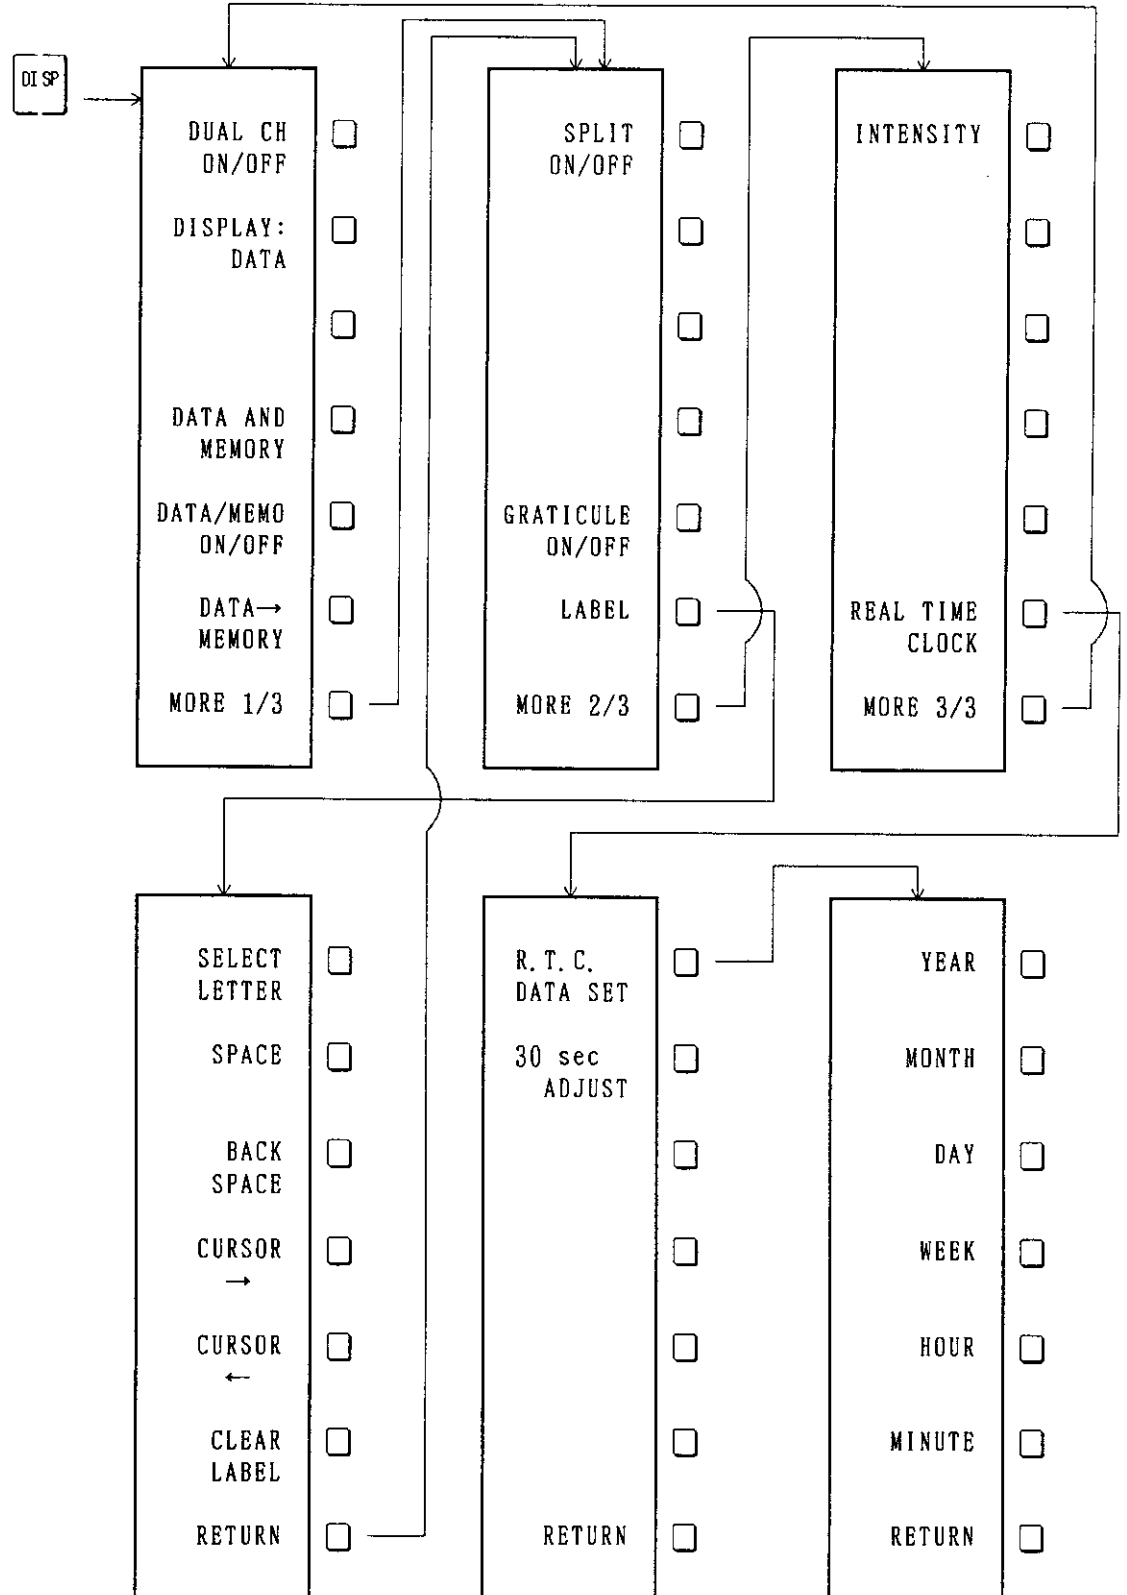 DISP
DUAL CH
ON/OFF
DISPLAY:
DATA
DATA AND
MEMORY
DATA/MEMO
ON/OFF
DATA→
MEMORY
MORE 1/3
SPLIT
ON/OFF
GRATICULE
ON/OFF
LABEL
MORE 2/3
INTENSITY
REAL TIME
CLOCK
MORE 3/3
SELECT
LETTER
SPACE
BACK
SPACE
CURSOR
→
CURSOR
←
CLEAR
LABEL
RETURN
R.T.C.
DATA SET
30 sec
ADJUST
RETURN
YEAR
MONTH
DAY
WEEK
HOUR
MINUTE
RETURN